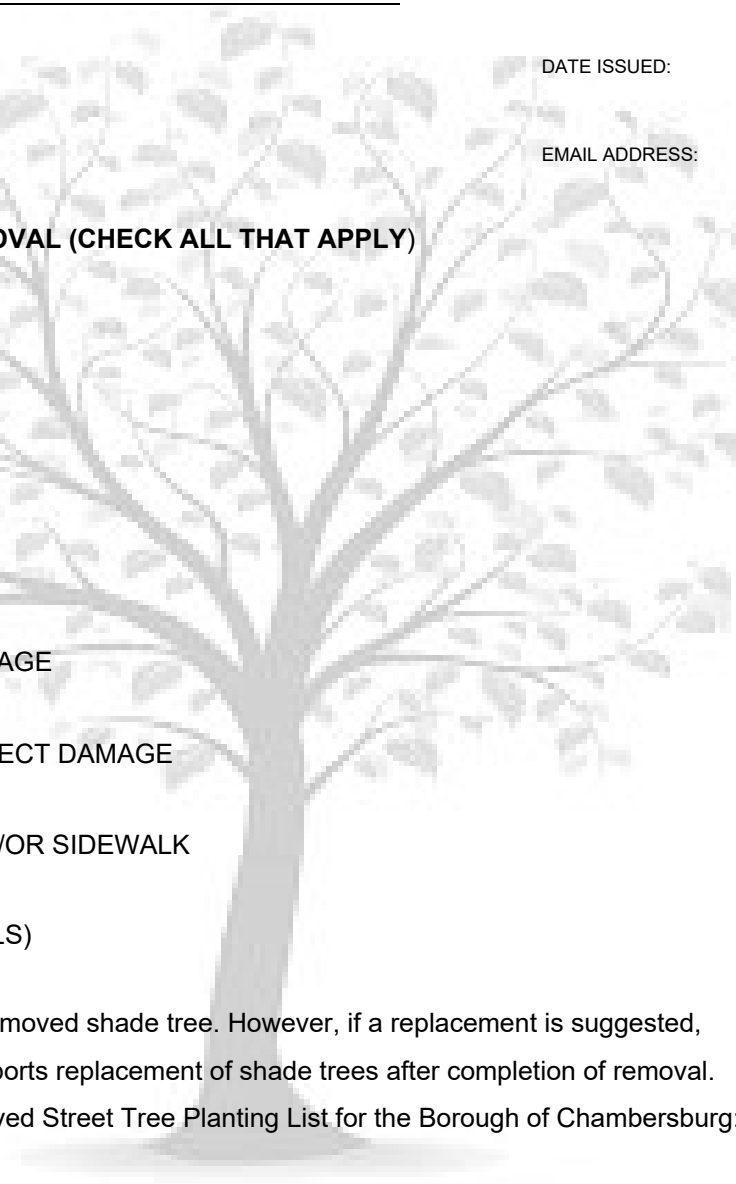 DATE ISSUED:
EMAIL ADDRESS:
OVAL (CHECK ALL THAT APPLY)
AGE
ECT DAMAGE
/OR SIDEWALK
LS)
moved shade tree. However, if a replacement is suggested,
ports replacement of shade trees after completion of removal.
ved Street Tree Planting List for the Borough of Chambersburg: